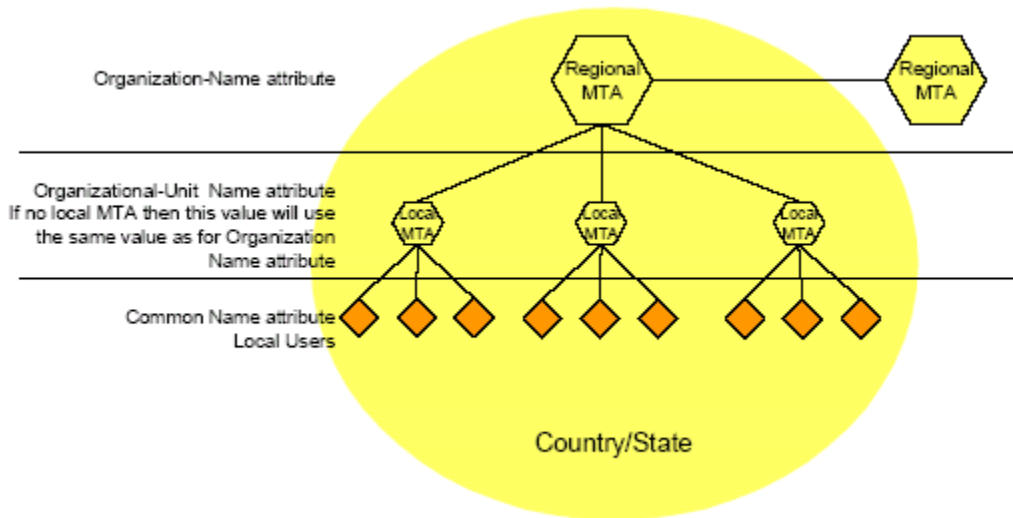 Organization-Name attribute
Regional
MTA
Regional
MTA
Organizational-Unit Name attribute
If no local MTA then this value will use
the same value as for Organization
Name attribute
Local
MTA
Local
MTA
Local
MTA
Common Name attribute
Local Users
Country/State